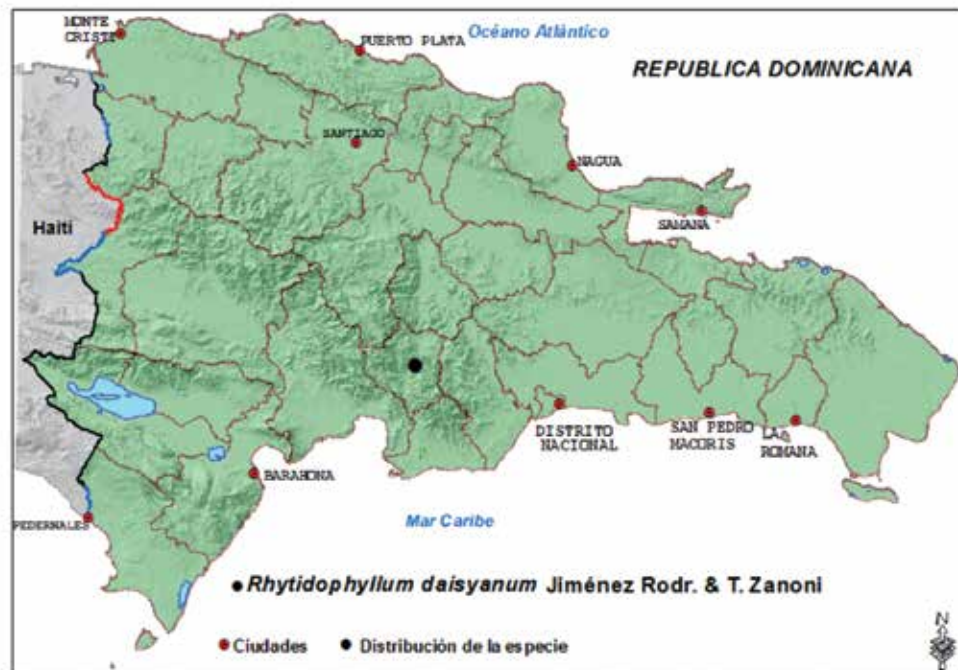 MONTE
CRISTI
PUERTO PLATA
Océano Atlántico
REPUBLICA DOMINICANA
SANTIAGO
NAGUA
SAMANA
Haití
DISTRITO
NACIONAL
SAN PEDRO
MACORIS
LA
ROMANA
BARAHONA
PEDERNALES
Mar Caribe
Rhytidophyllum daisyanum Jiménez Rodr. & T. Zanoni
Ciudades
Distribución de la especie
N